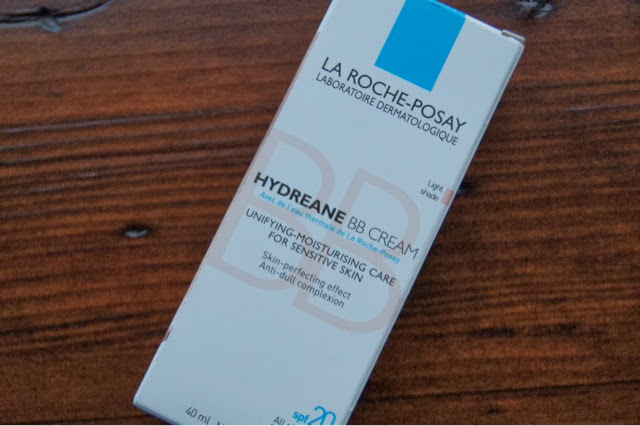 LA ROCHE-POSAY
LABORATOIRE DERMATOLOGIQUE
Light
shade
BB
HYDREANE BB CREAM
Avec de l'eau thermale de La Roche-Posay
UNIFYING-MOISTURISING CARE
FOR SENSITIVE SKIN
Skin-perfecting effect
Anti-dull complexion
40 ml
spf 20